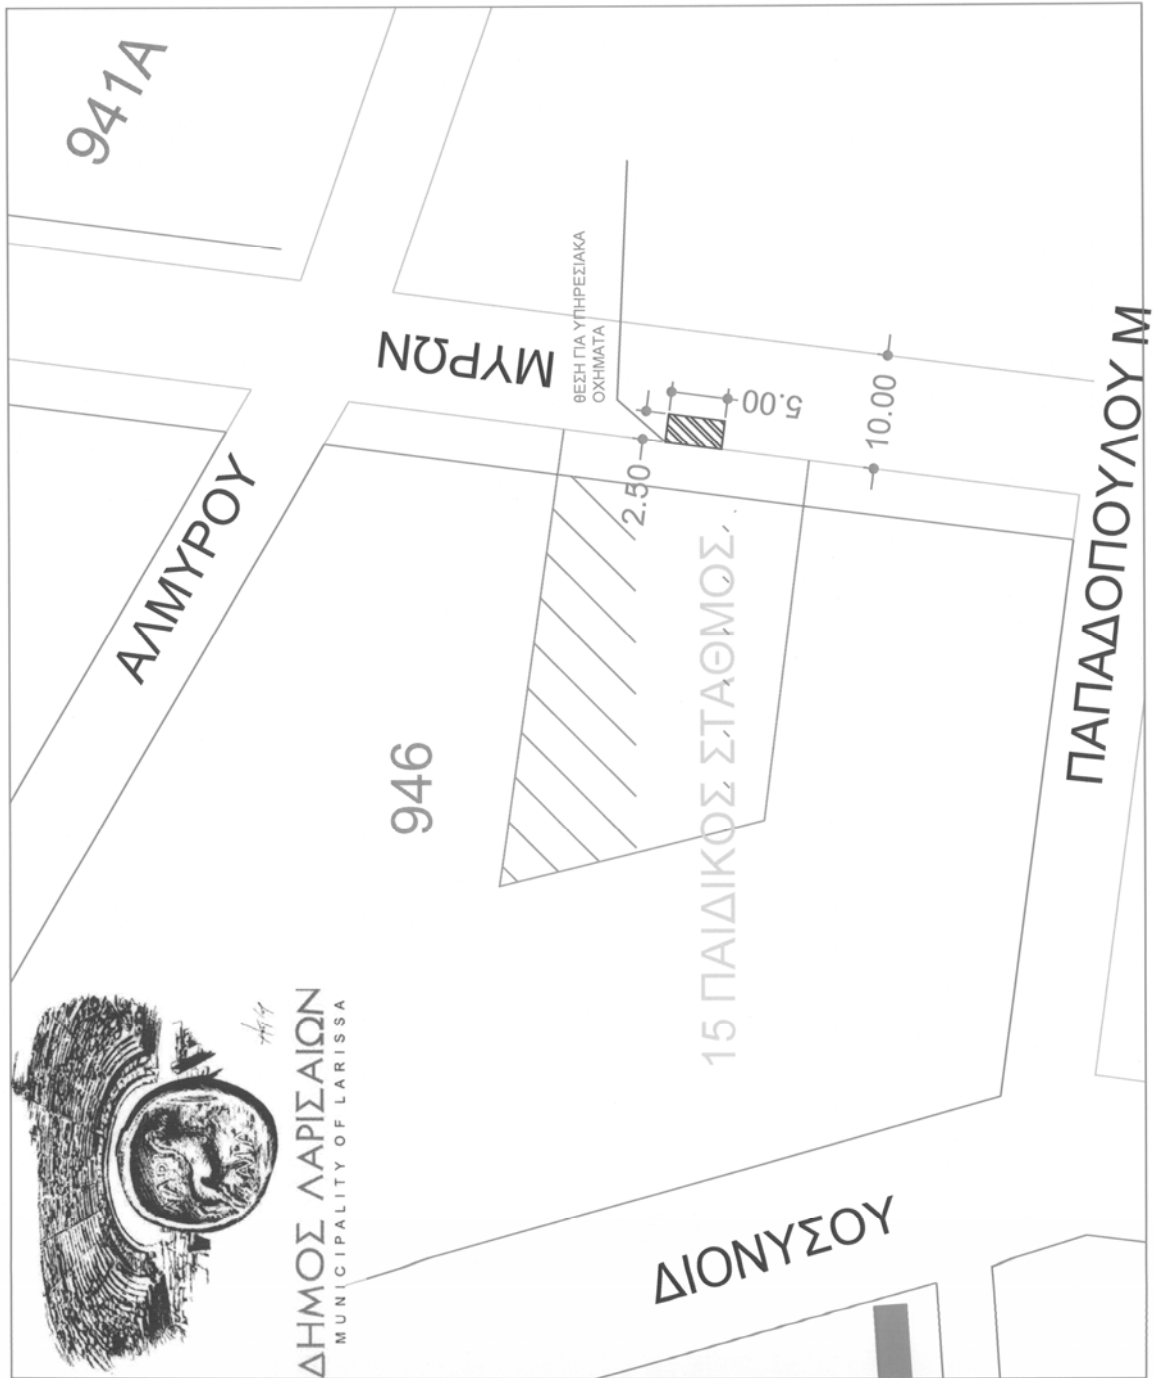 941A
ΑΛΜΥΡΟΥ
ΜΥΡΩΝ
ΘΕΣΗ ΓΙΑ ΥΠΗΡΕΣΙΑΚΑ
ΟΧΗΜΑΤΑ
2.50
5.00
10.00
946
15 ΠΑΙΔΙΚΟΣ ΣΤΑΘΜΟΣ
ΠΑΠΑΔΟΠΟΥΛΟΥ Μ
ΔΙΟΝΥΣΟΥ
ΔΗΜΟΣ ΛΑΡΙΣΑΙΩΝ
MUNICIPALITY OF LARISSA